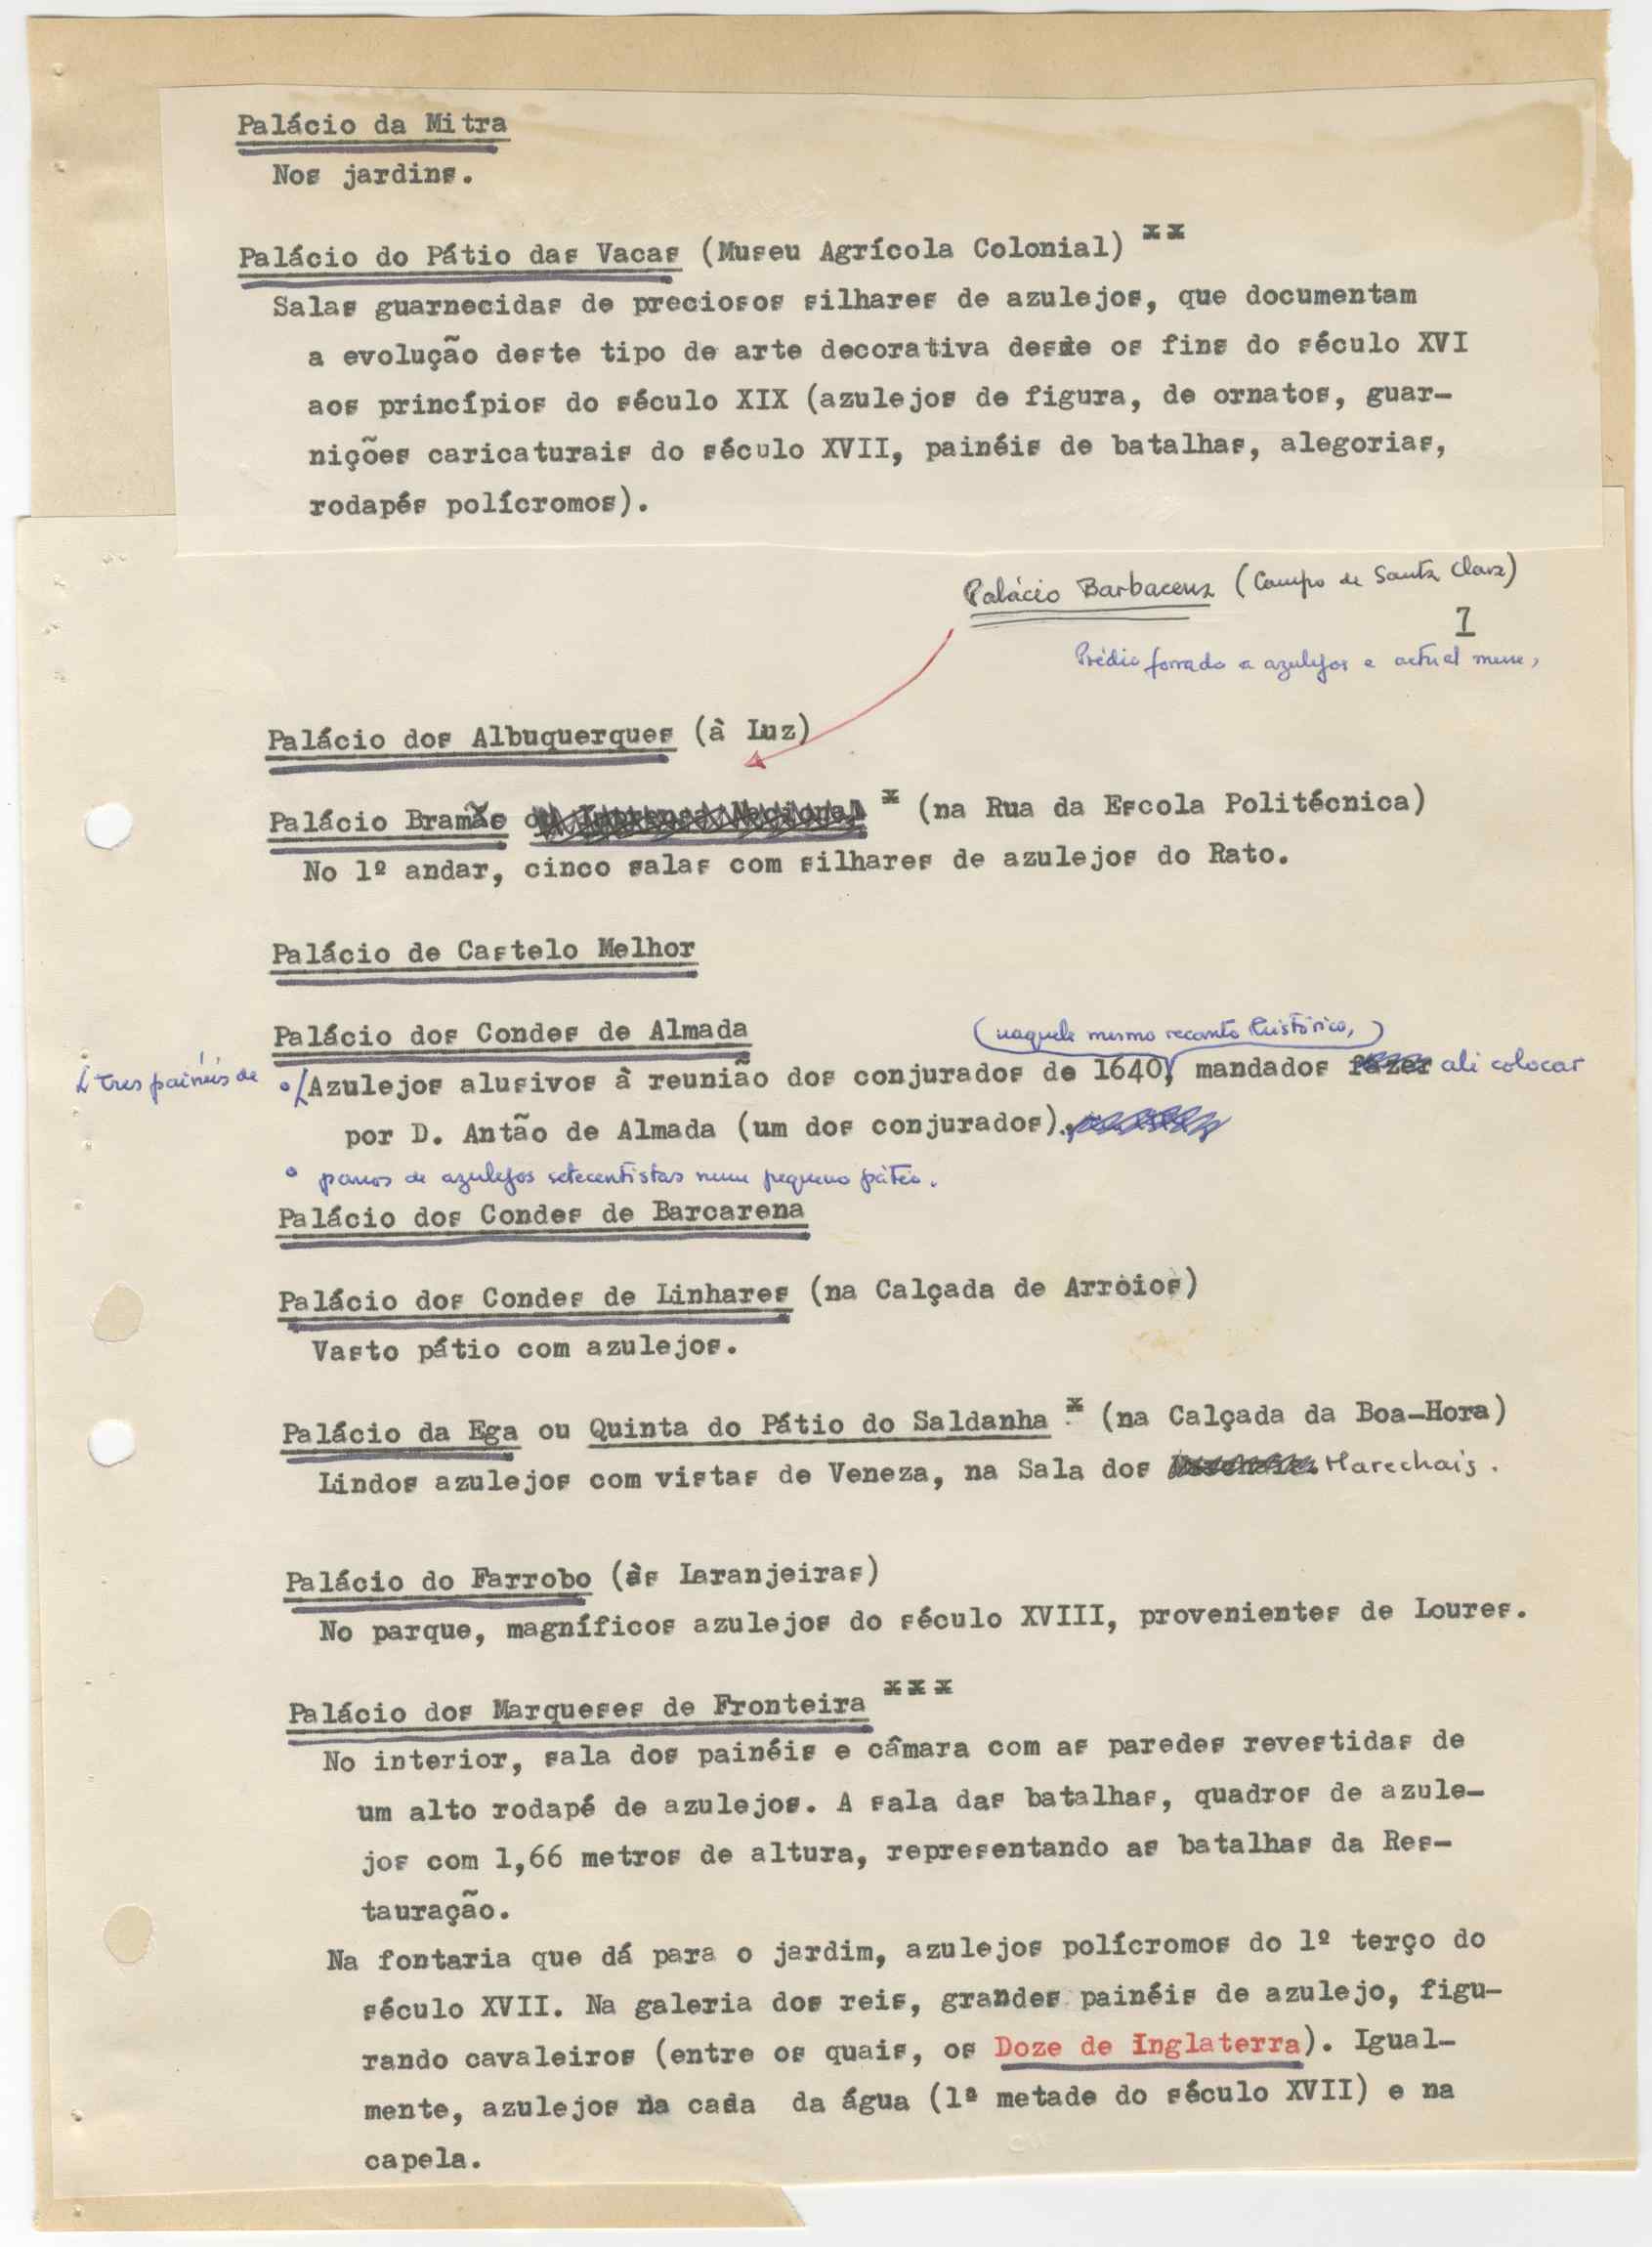 Palácio da Mitra
Nos jardins.
Palácio do Pátio das Vacas (Museu Agrícola Colonial) **
Salas guarnecidas de preciosos silhares de azulejos, que documentam
a evolução deste tipo de arte decorativa desde os fins do século XVI
aos princípios do século XIX (azulejos de figura, de ornatos, guar-
nições caricaturais do século XVII, painéis de batalhas, alegorias,
rodapés polícromos).
Palácio Barbacena (Campo de Santa Clara)
7
Prédio forrado a azulejos e actual
Palácio dos Albuquerques (à Luz)
Palácio Bramão ou Imprensa Nacional * (na Rua da Escola Politécnica)
No 1º andar, cinco salas com silhares de azulejos do Rato.
Palácio de Castelo Melhor
Palácio dos Condes de Almada
(naquele mesmo recanto histórico,)
tres painéis de Azulejos alusivos à reunião dos conjurados de 1640, mandados fazer ali colocar
por D. Antão de Almada (um dos conjurados).
panos de azulejos setecentistas num pequeno pátio.
Palácio dos Condes de Barcarena
Palácio dos Condes de Linhares (na Calçada de Arroios)
Vasto pátio com azulejos.
Palácio da Ega ou Quinta do Pátio do Saldanha * (na Calçada da Boa-Hora)
Lindos azulejos com vistas de Veneza, na Sala dos Marechais.
Palácio do Farrobo (às Laranjeiras)
No parque, magníficos azulejos do século XVIII, provenientes de Loures.
Palácio dos Marqueses de Fronteira ***
No interior, sala dos painéis e câmara com as paredes revestidas de
um alto rodapé de azulejos. A sala das batalhas, quadros de azule-
jos com 1,66 metros de altura, representando as batalhas da Res-
tauração.
Na fontaria que dá para o jardim, azulejos polícromos do 1º terço do
século XVII. Na galeria dos reis, grandes painéis de azulejo, figu-
rando cavaleiros (entre os quais, os Doze de Inglaterra). Igual-
mente, azulejos na casa da água (1ª metade do século XVII) e na
capela.